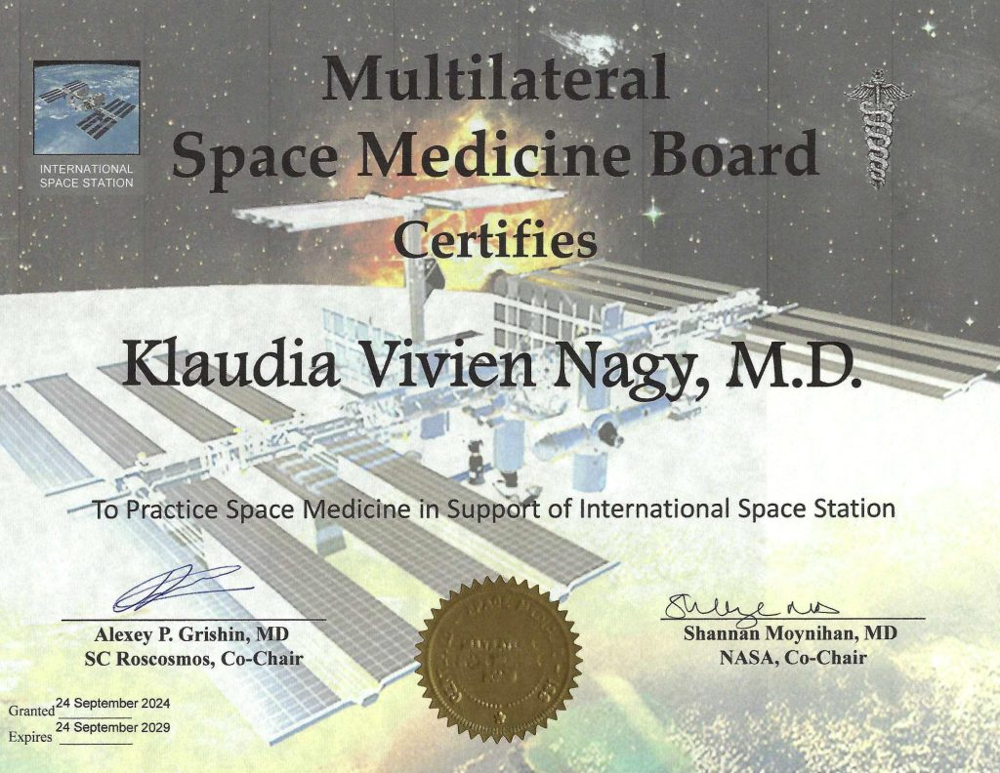 INTERNATIONAL
SPACE STATION
Multilateral
Space Medicine Board
Certifies
Klaudia Vivien Nagy, M.D.
To Practice Space Medicine in Support of International Space Station
Alexey P. Grishin, MD
SC Roscosmos, Co-Chair
Shannan Moynihan, MD
NASA, Co-Chair
Granted 24 September 2024
Expires 24 September 2029